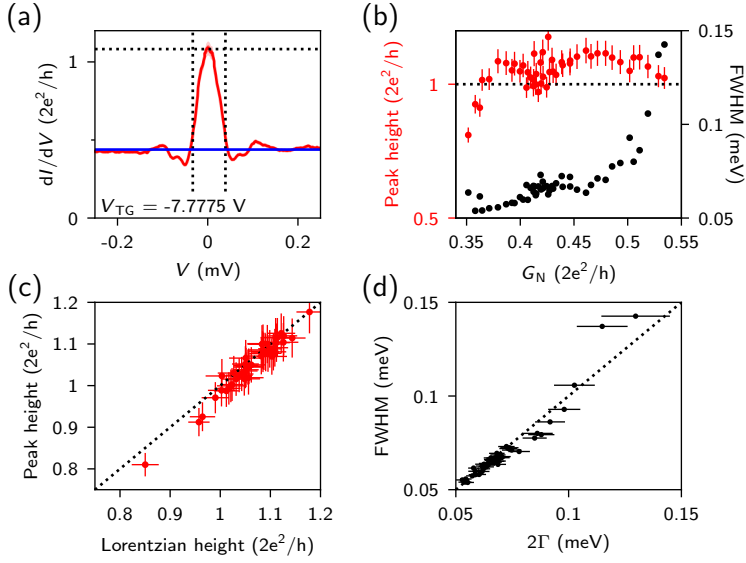 (a)
dI/dV (2e²/h)
1
0
V_TG = -7.7775 V
-0.2
0
0.2
V (mV)
(b)
Peak height (2e²/h)
1
0.5
0.15
0.1
0.05
FWHM (meV)
0.35
0.4
0.45
0.5
0.55
G_N (2e²/h)
(c)
Peak height (2e²/h)
1.2
1.1
1
0.9
0.8
0.8
0.9
1
1.1
1.2
Lorentzian height (2e²/h)
(d)
FWHM (meV)
0.15
0.1
0.05
0.05
0.1
0.15
2Γ (meV)